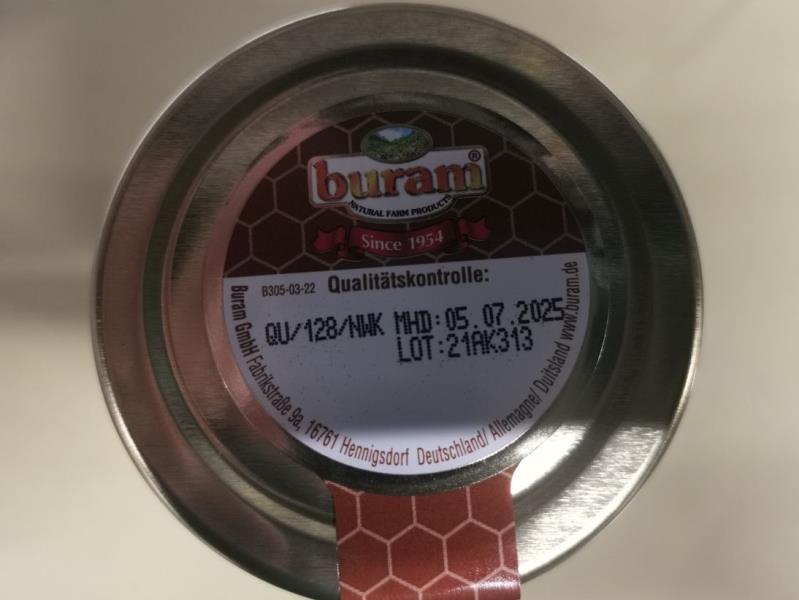 buram®
NATURAL FARM PRODUCTS
Since 1954
B305-03-22 Qualitätskontrolle:
QU/128/NWK MHD:05.07.2025
LOT:21AK313
Buram GmbH Fabrikstraße 9a, 16761 Hennigsdorf Deutschland/ Allemagne/ Duitsland www.buram.de